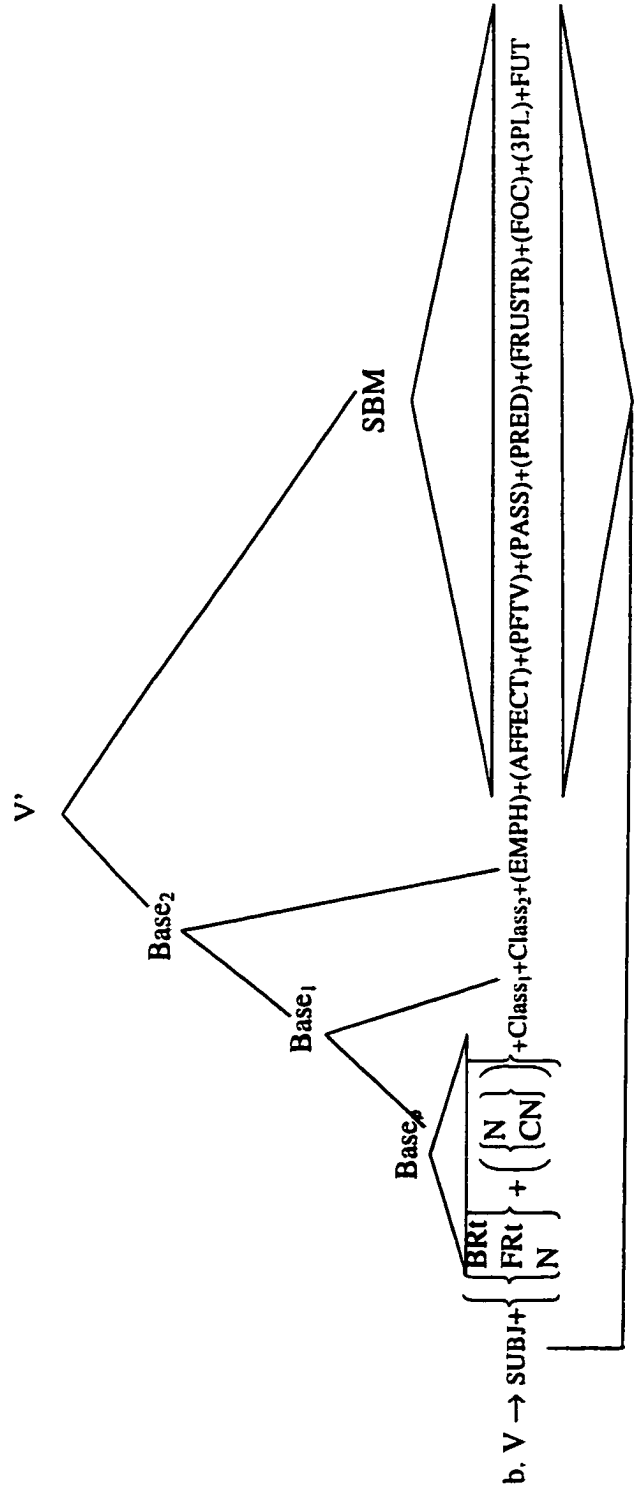 V'
Base₂
SBM
Base₁
Baseφ
b. V → SUBJ+{BRt FRt N}+({N CN})+Class₁+Class₂+(EMPH)+(AFFECT)+(PFTV)+(PASS)+(PRED)+(FRUSTR)+(FOC)+(3PL)+FUT